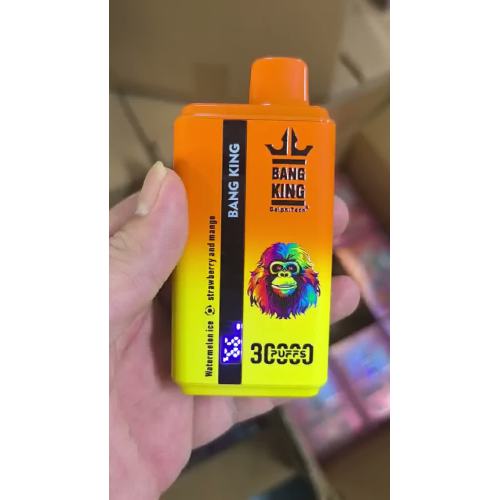 BANG
KING
BANG KING
Watermelon ice strawberry and mango
30000
PUFFS